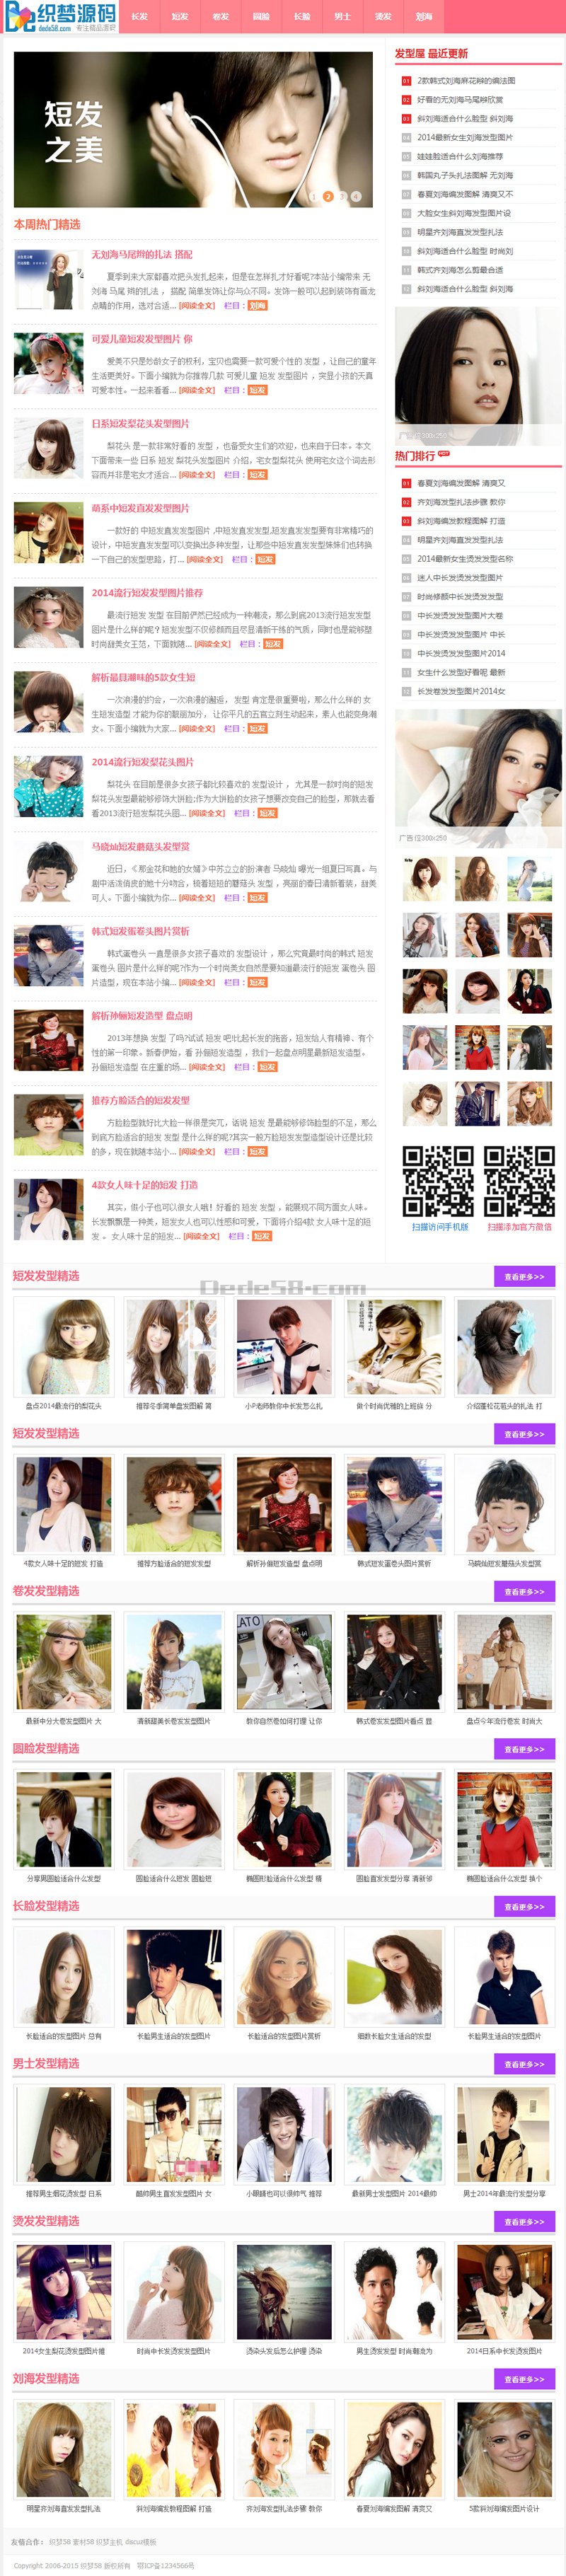 织梦源码
dede58.com 专注精品源码
长发 短发 卷发 圆脸 长脸 男士 烫发 刘海
短发
之美
1 2 3 4
本周热门精选
无刘海马尾辫的扎法 搭配
夏季到来大家都喜欢把头发扎起来，但是在怎样扎才好看呢?本站小编带来 无
刘海 马尾 辫的扎法 ， 搭配 简单发饰让你与众不同。发饰一般可以起到装饰有画龙
点睛的作用，选对合适... [阅读全文] 栏目：刘海
可爱儿童短发发型图片 你
爱美不只是妙龄女子的权利，宝贝也需要一款可爱个性的 发型 ，让自己的童年
生活更美好。下面小编就为你推荐几款 可爱儿童 短发 发型图片 ，突显小孩的天真
可爱本性。一起来看看... [阅读全文] 栏目：短发
日系短发梨花头发型图片
梨花头 是一款非常好看的 发型 ，也备受女生们的欢迎，也来自于日本。本文
下面带来一些 日系 短发 梨花头发型图片 介绍，宅女型梨花头 使用宅女这个词去形
容而并非是宅女才适合... [阅读全文] 栏目：短发
萌系中短发直发发型图片
一款好的 中短发直发发型图片 ,中短发直发发型,短发直发发型要有非常精巧的
设计，中短发直发发型可以变换出多种发型，让那些中短发直发发型妹妹们也转换
一下自己的发型思路，打... [阅读全文] 栏目：短发
2014流行短发发型图片推荐
最流行短发 发型 在目前俨然已经成为一种潮流，那么到底2013流行短发发型
图片是什么样的呢？短发发型不仅修颜而且尽显清新干练的气质，同时也是能够整
时尚甜美女王范，下面就随... [阅读全文] 栏目：短发
解析最具潮味的5款女生短
一次浪漫的约会，一次浪漫的邂逅， 发型 肯定是很重要啦，那么什么样的 女
生短发造型 才能为你的靓丽加分， 让你平凡的五官立刻生动起来，素人也能变身潮
女。下面小编就为大家... [阅读全文] 栏目：短发
2014流行短发梨花头图片
梨花头 在目前是很多女孩子都比较喜欢的 发型设计 ， 尤其是一款时尚的短发
梨花头发型最能够修饰大饼脸;作为大饼脸的女孩子想要改变自己的脸型，那就去看
看2013流行短发梨花头图... [阅读全文] 栏目：短发
马晓灿短发蘑菇头发型赏
近日，《那金花和她的女婿》中苏立立的扮演者 马晓灿 曝光一组夏日写真。与
剧中活泼俏皮的她十分吻合，梳着短短的蘑菇头 发型 ，亮丽的春日清新着装，甜美
可人。下面小编就为你... [阅读全文] 栏目：短发
韩式短发蛋卷头图片赏析
韩式蛋卷头 一直是很多女孩子喜欢的 发型设计 ，那么究竟最时尚的韩式 短发
蛋卷头 图片是什么样的呢?作为一个时尚美女自然是要知道最流行的短发 蛋卷头 图
片造型，现在本站小编... [阅读全文] 栏目：短发
解析孙俪短发造型 盘点明
2013年想换 发型 了吗?试试 短发 吧!比起长发的拖沓，短发给人有精神、有个
性的第一印象。新春伊始，看 孙俪短发造型 ，我们一起盘点明星最新短发造型。
孙俪短发造型 在庄重的场... [阅读全文] 栏目：短发
推荐方脸适合的短发发型
方脸脸型就好比大脸一样很是突兀，话说 短发 是最能够修饰脸型的不足，那么
到底方脸适合的短发 发型 是什么样的呢?其实一般方脸短发发型造型设计还是比较
的多，现在就随本站小... [阅读全文] 栏目：短发
4款女人味十足的短发 打造
其实，假小子也可以很女人哦！好看的 短发 发型 ，能展现不同方面女人味。
长发飘飘是一种美，短发女人也可以性感和可爱，下面将介绍4款 女人味十足的短
发 。 女人味十足的短发... [阅读全文] 栏目：短发
发型屋 最近更新
01 2款韩式刘海麻花辫的编法图
02 好看的无刘海马尾辫欣赏
03 斜刘海适合什么脸型 斜刘海
04 2014最新女生刘海发型图片
05 娃娃脸适合什么刘海推荐
06 韩国丸子头扎法图解 无刘海
07 春夏刘海编发图解 清爽又不
08 大脸女生斜刘海发型图片设
09 明星齐刘海直发发型扎法
10 斜刘海适合什么脸型 时尚刘
11 韩式齐刘海怎么剪最合适
12 斜刘海适合什么脸型 斜刘海
广告位300x250
热门排行 HOT
01 春夏刘海编发图解 清爽又
02 齐刘海发型扎法步骤 教你
03 斜刘海编发教程图解 打造
04 明星齐刘海直发发型扎法
05 2014最新女生烫发发型名称
06 迷人中长发烫发发型图片
07 时尚修颜中长发烫发发型
08 中长发烫发发型图片大卷
09 中长发烫发发型图片 中长
10 中长发烫发发型图片2014
11 女生什么发型好看呢 最新
12 长发卷发发型图片2014女
广告位300x250
扫描访问手机版 扫描添加官方微信
Dede58.com
短发发型精选 查看更多>>
盘点2014最流行的梨花头 推荐冬季简单盘发图解 简 小P老师教你中长发怎么扎 做个时尚优雅的上班族 分 介绍蓬松花苞头的扎法 打
短发发型精选 查看更多>>
4款女人味十足的短发 打造 推荐方脸适合的短发发型 解析孙俪短发造型 盘点明 韩式短发蛋卷头图片赏析 马晓灿短发蘑菇头发型赏
卷发发型精选 查看更多>>
最新中分大卷发型图片 大 清新甜美长卷发发型图片 教你自然卷如何打理 让你 韩式卷发发型图片看点 显 盘点今年流行卷发 时尚大
圆脸发型精选 查看更多>>
分享男圆脸适合什么发型 圆脸适合什么短发 圆脸短 椭圆形脸适合什么发型 精 圆脸直发发型分享 清新邻 椭圆脸适合什么发型 搞个
长脸发型精选 查看更多>>
长脸适合的发型图片 总有 长脸男生适合的发型图片 长脸适合的发型图片赏析 细数长脸女生适合的发型 长脸男生适合的发型图片
男士发型精选 查看更多>>
推荐男生烟花烫发型 日系 酷帅男生直发发型图片 女 小眼睛也可以很帅气 推荐 最新男士发型图片 2014最帅 男士2014年最流行发型分享
烫发发型精选 查看更多>>
2014女生梨花烫发型图片推 时尚中长发烫发发型图片 烫染头发后怎么护理 烫染 男生烫发发型 时尚潮流为 2014日系中长发烫发图片
刘海发型精选 查看更多>>
明星齐刘海直发发型扎法 斜刘海编发教程图解 打造 齐刘海发型扎法步骤 教你 春夏刘海编发图解 清爽又 5款斜刘海编发图片设计
友情合作： 织梦58 素材58 织梦主机 discuz模板
Copyright 2006-2015 织梦58 版权所有 鄂ICP备1234566号